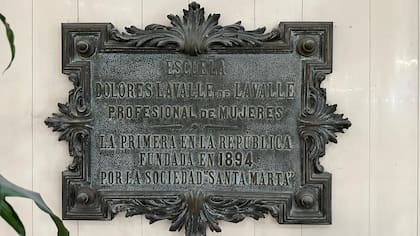 ESCUELA
DOLORES LAVALLE DE LAVALLE
PROFESIONAL DE MUJERES
LA PRIMERA EN LA REPÚBLICA
FUNDADA EN 1894
POR LA SOCIEDAD "SANTA MARTA"